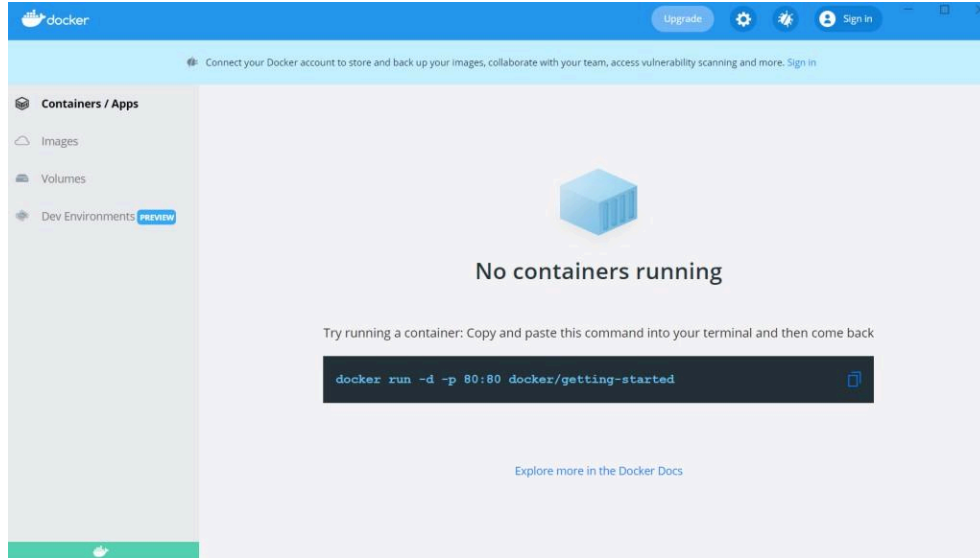 docker
Upgrade
Sign in
Connect your Docker account to store and back up your images, collaborate with your team, access vulnerability scanning and more. Sign in
Containers / Apps
Images
Volumes
Dev Environments PREVIEW
No containers running
Try running a container: Copy and paste this command into your terminal and then come back
docker run -d -p 80:80 docker/getting-started
Explore more in the Docker Docs